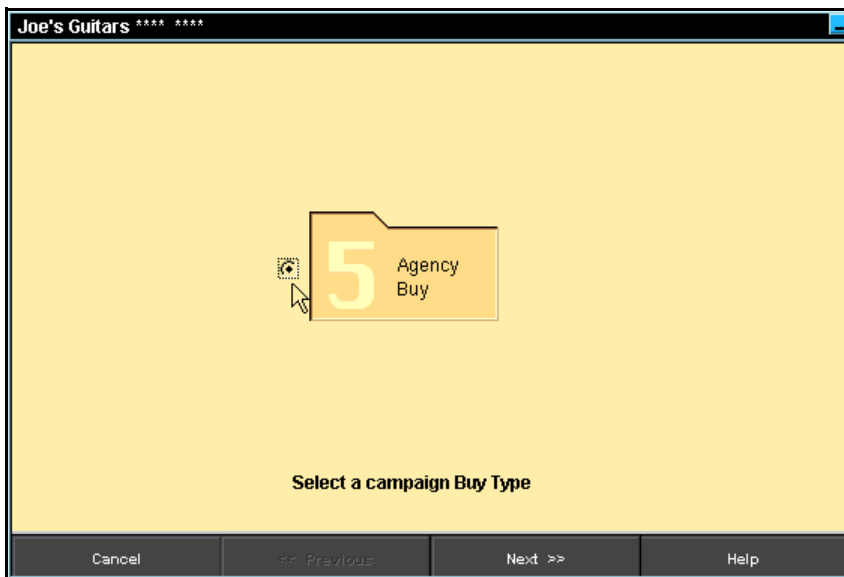 Joe's Guitars **** ****
5
Agency
Buy
Select a campaign Buy Type
Cancel
<< Previous
Next >>
Help